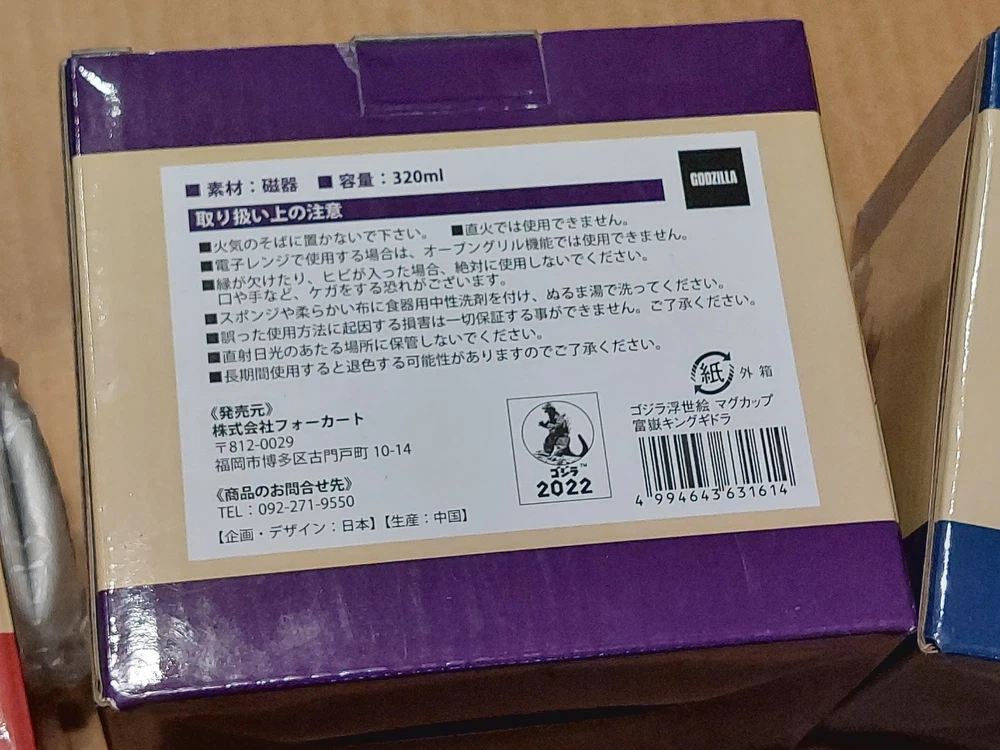 ■ 素材：磁器　■ 容量：320ml
GODZILLA
取り扱い上の注意
■火気のそばに置かないで下さい。　■直火では使用できません。
■電子レンジで使用する場合は、オーブングリル機能では使用できません。
■縁が欠けたり、ヒビが入った場合、絶対に使用しないでください。
口や手など、ケガをする恐れがございます。
■スポンジや柔らかい布に食器用中性洗剤を付け、ぬるま湯で洗ってください。
■誤った使用方法に起因する損害は一切保証する事ができません。ご了承ください。
■直射日光のあたる場所に保管しないでください。
■長期間使用すると退色する可能性がありますのでご了承ください。
紙 外箱
《発売元》
株式会社フォーカート
〒812-0029
福岡市博多区古門戸町 10-14
《商品のお問合せ先》
TEL：092-271-9550
【企画・デザイン：日本】【生産：中国】
ゴジラ™
2022
ゴジラ浮世絵 マグカップ
富嶽キングギドラ
4 994643 631614